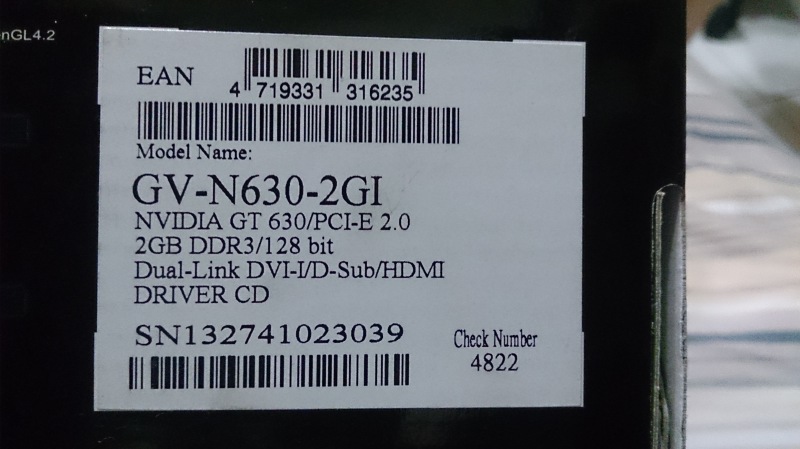 nGL4.2
EAN
4 719331 316235
Model Name:
GV-N630-2GI
NVIDIA GT 630/PCI-E 2.0
2GB DDR3/128 bit
Dual-Link DVI-I/D-Sub/HDMI
DRIVER CD
SN132741023039
Check Number
4822